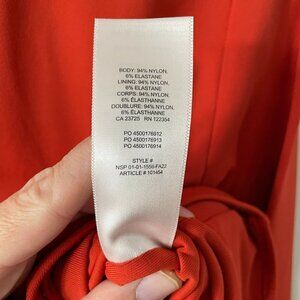 BODY: 94% NYLON,
6% ELASTANE
LINING: 94% NYLON,
6% ELASTANE
CORPS: 94% NYLON,
6% ÉLASTHANNE
DOUBLURE: 94% NYLON,
6% ÉLASTHANNE
CA 23725 RN 122354
PO 4500176912
PO 4500176913
PO 4500176914
STYLE #
NSP 01-01-1556-FA22
ARTICLE # 101454